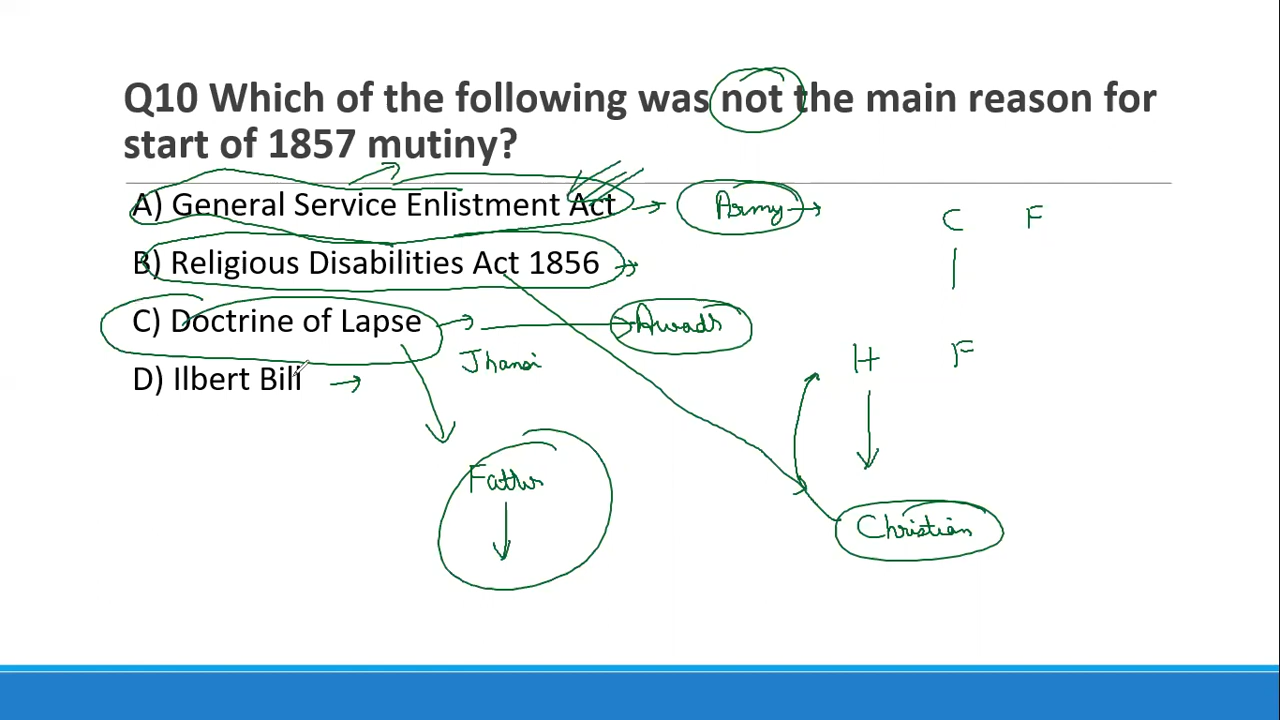 Q10 Which of the following was not the main reason for
start of 1857 mutiny?
A) General Service Enlistment Act
Army
C F
B) Religious Disabilities Act 1856
C) Doctrine of Lapse
Awadh
Jhansi
H F
D) Ilbert Bill
Father
Christian